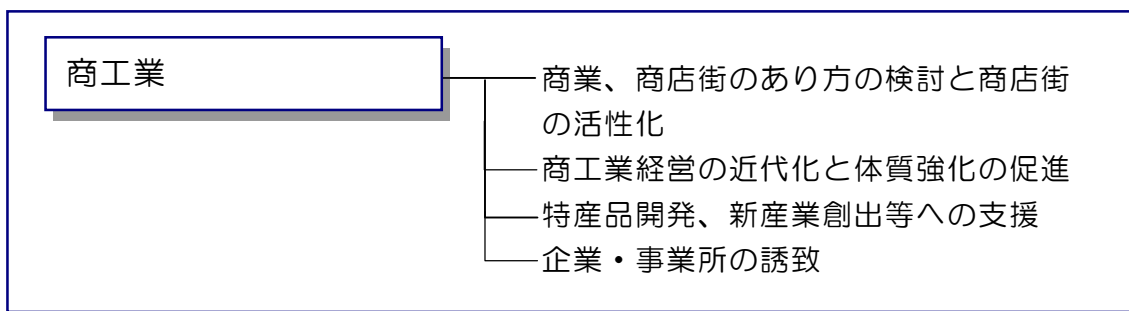 商工業
商業、商店街のあり方の検討と商店街
の活性化
商工業経営の近代化と体質強化の促進
特産品開発、新産業創出等への支援
企業・事業所の誘致